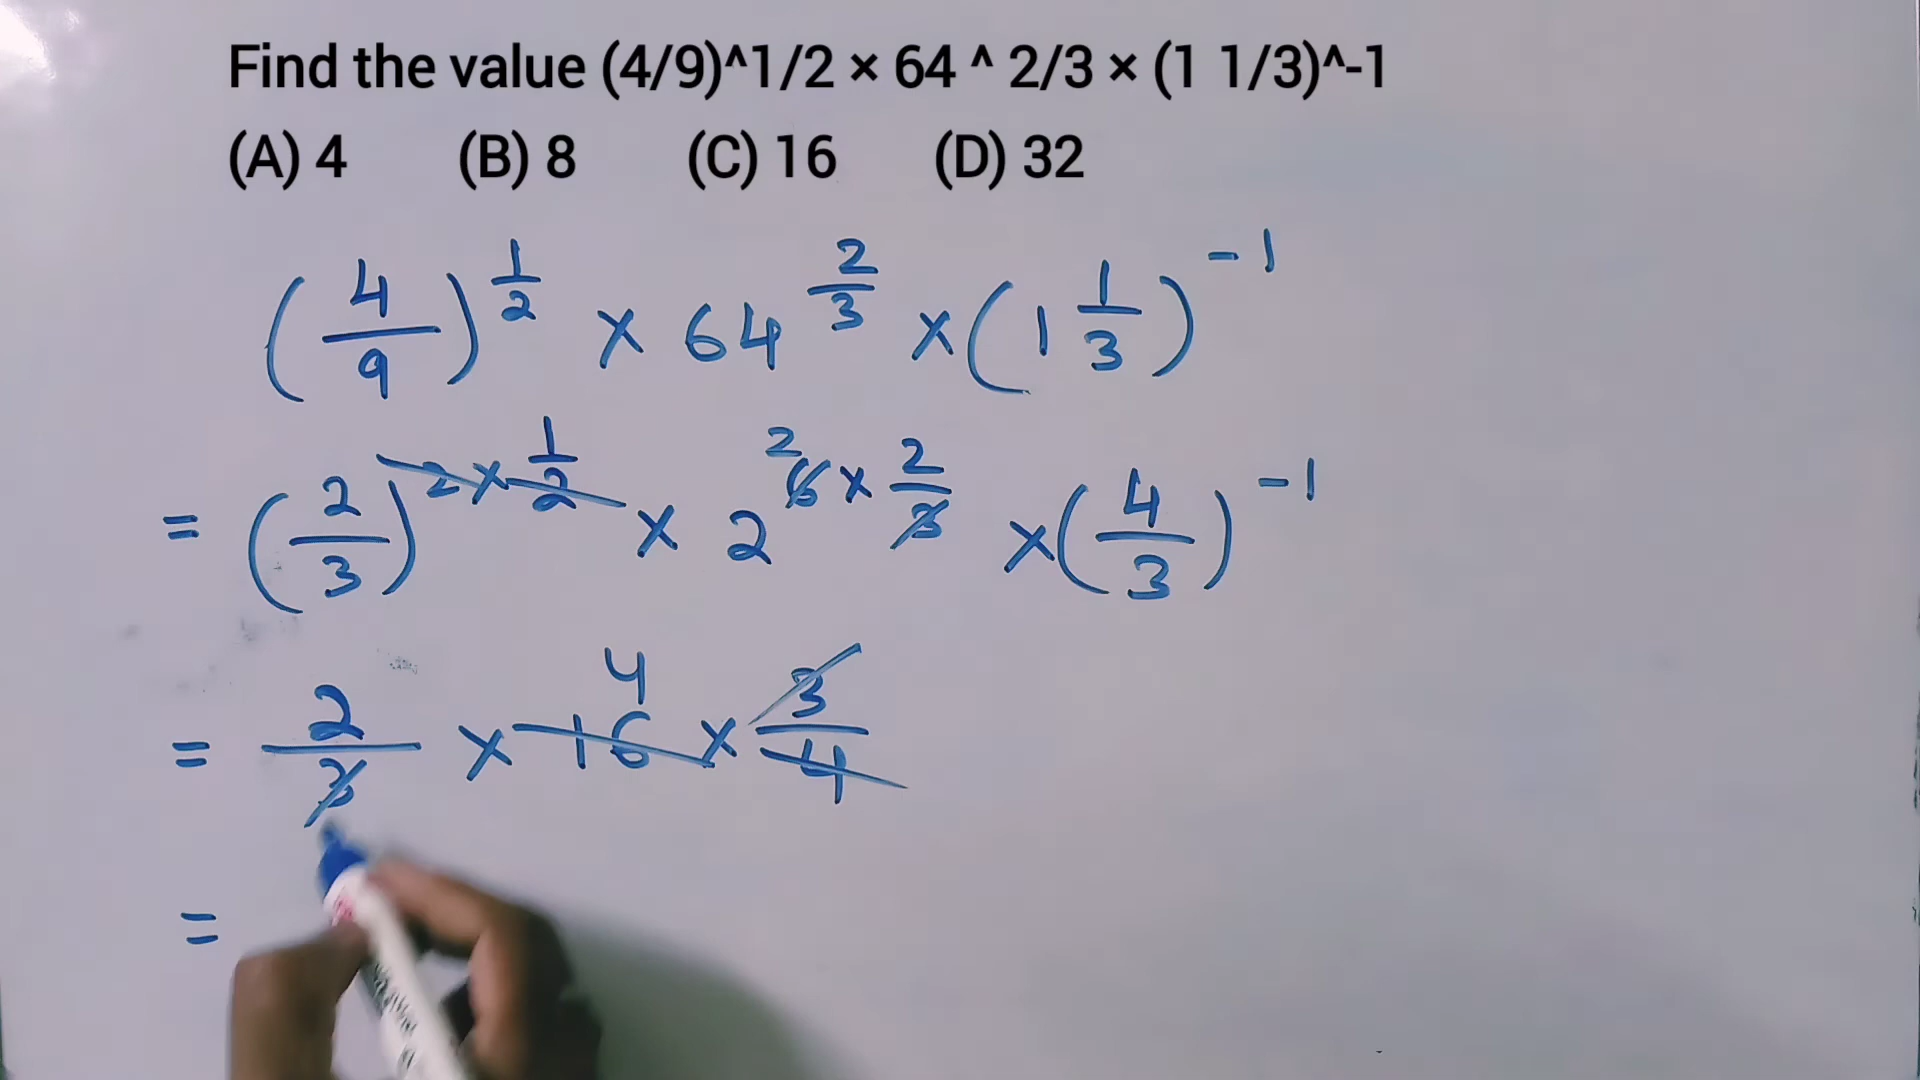 Find the value (4/9)^1/2 × 64 ^ 2/3 × (1 1/3)^-1
(A) 4 (B) 8 (C) 16 (D) 32
(4/9)^1/2 × 64^2/3 × (1 1/3)^-1
= (2/3)^2×1/2 × 2^6×2/3 2 × (4/3)^-1
= 2/3 × 16 4 × 3/4
=